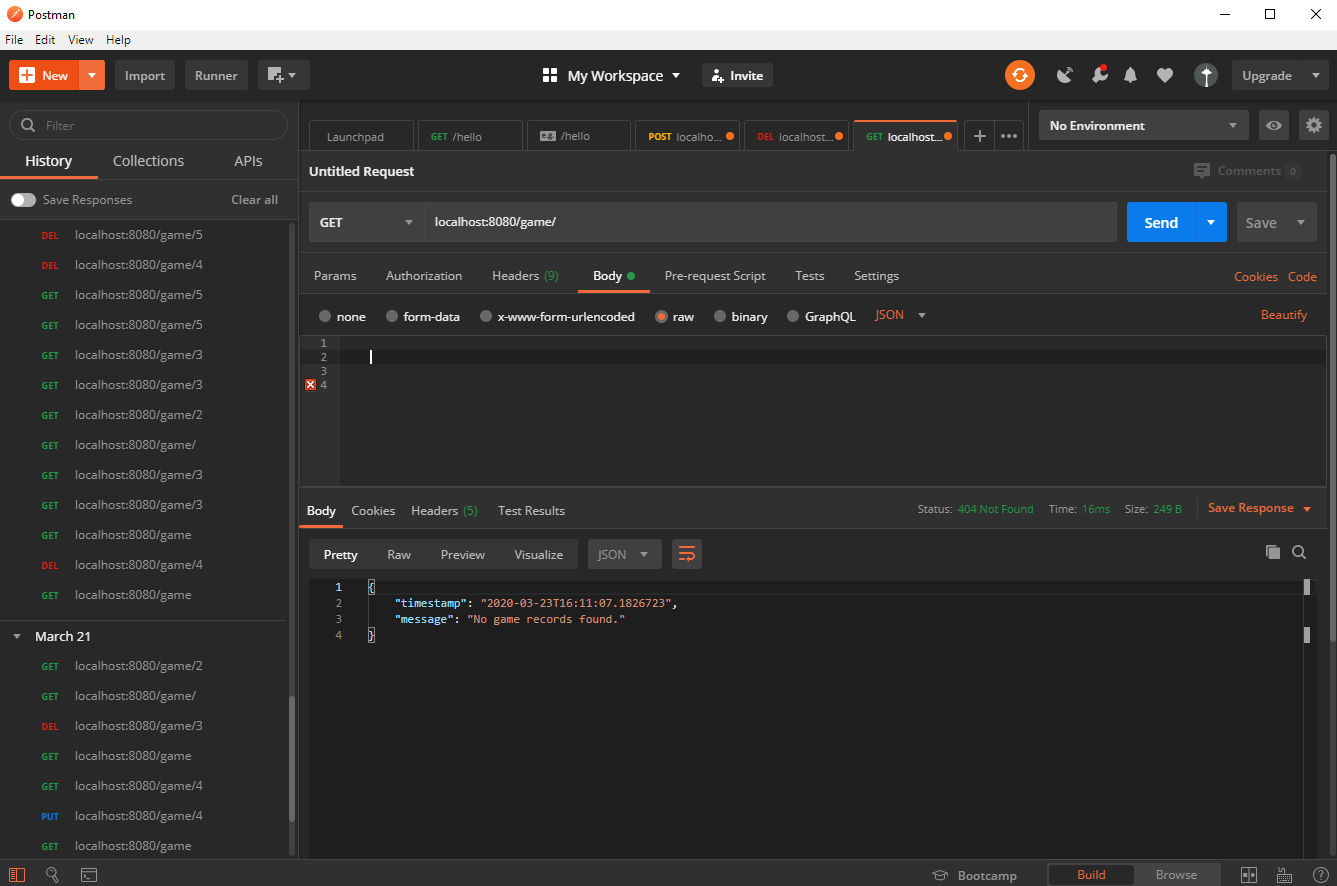 Postman
File Edit View Help
New Import Runner My Workspace Invite Upgrade
Filter
History Collections APIs
Save Responses Clear all
DEL localhost:8080/game/5
DEL localhost:8080/game/4
GET localhost:8080/game/5
GET localhost:8080/game/5
GET localhost:8080/game/3
GET localhost:8080/game/3
GET localhost:8080/game/2
GET localhost:8080/game/
GET localhost:8080/game/3
GET localhost:8080/game/3
GET localhost:8080/game
DEL localhost:8080/game/4
GET localhost:8080/game
March 21
GET localhost:8080/game/2
GET localhost:8080/game/
DEL localhost:8080/game/3
GET localhost:8080/game
GET localhost:8080/game/4
PUT localhost:8080/game/4
GET localhost:8080/game
Launchpad GET /hello e.g. /hello POST localho... DEL localhost... GET localhost... No Environment
Untitled Request Comments 0
GET localhost:8080/game/ Send Save
Params Authorization Headers (9) Body Pre-request Script Tests Settings Cookies Code
none form-data x-www-form-urlencoded raw binary GraphQL JSON Beautify
1
2
3
4
Body Cookies Headers (5) Test Results Status: 404 Not Found Time: 16ms Size: 249 B Save Response
Pretty Raw Preview Visualize JSON
1 {
2 "timestamp": "2020-03-23T16:11:07.1826723",
3 "message": "No game records found."
4 }
Bootcamp Build Browse